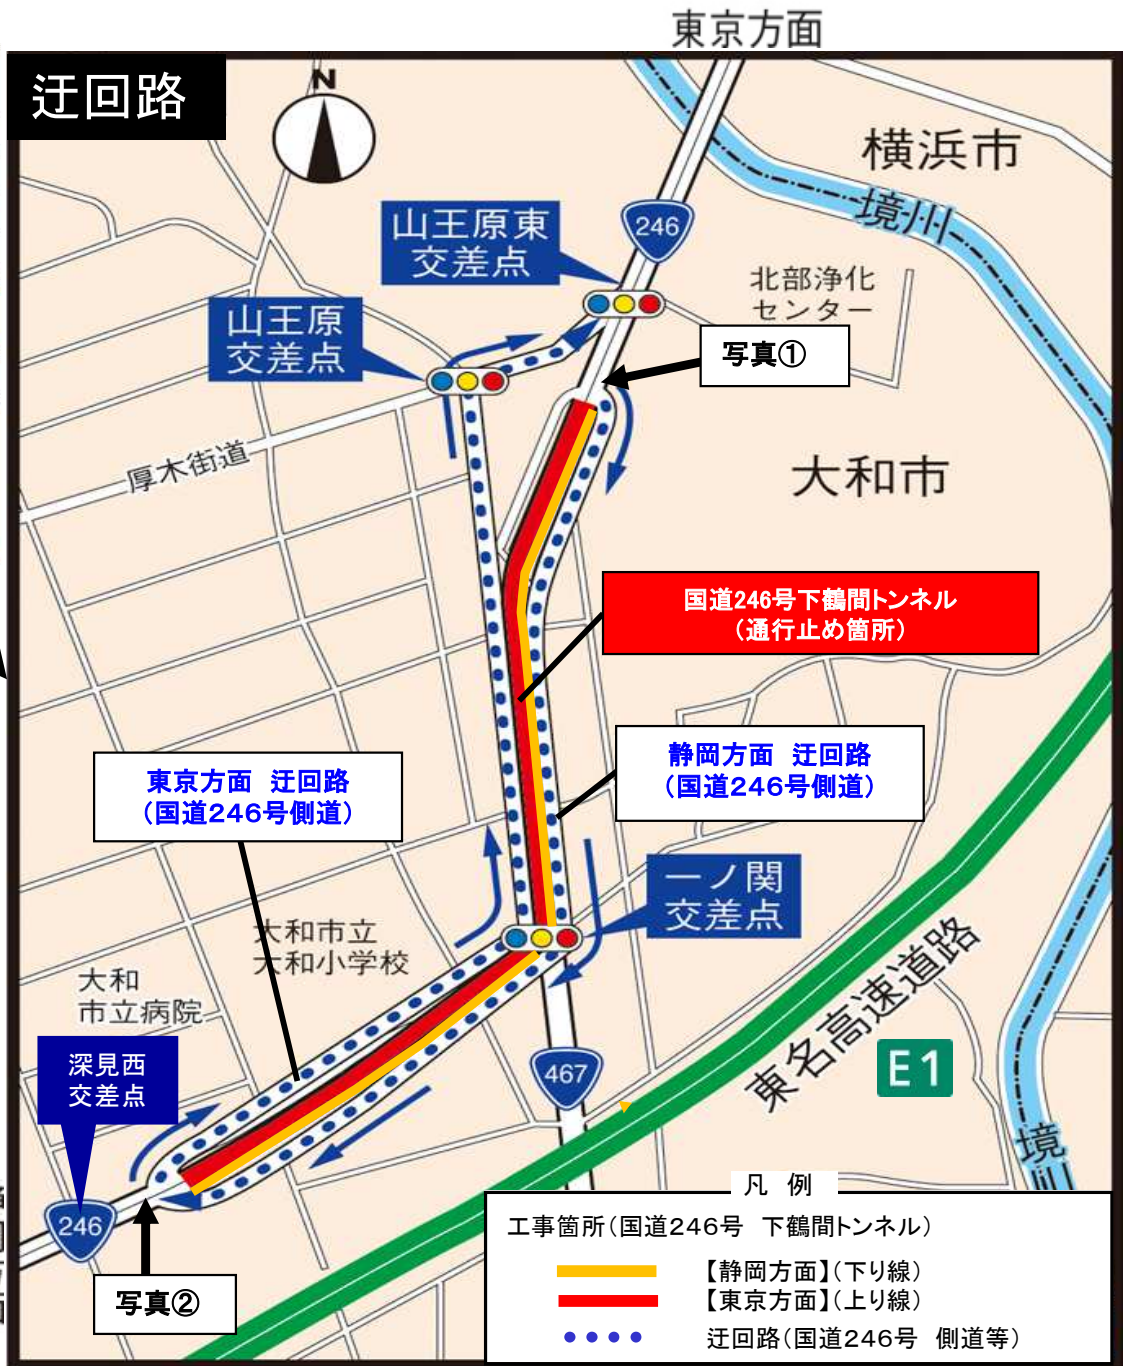 東京方面
迂回路
N
横浜市
境川
246
山王原東
交差点
北部浄化
センター
山王原
交差点
写真①
厚木街道
大和市
国道246号下鶴間トンネル
(通行止め箇所)
静岡方面 迂回路
(国道246号側道)
東京方面 迂回路
(国道246号側道)
一ノ関
交差点
大和市立
大和小学校
大和
市立病院
東名高速道路
E1
深見西
交差点
467
境
246
写真②
凡 例
工事箇所(国道246号 下鶴間トンネル)
【静岡方面】(下り線)
【東京方面】(上り線)
迂回路(国道246号 側道等)